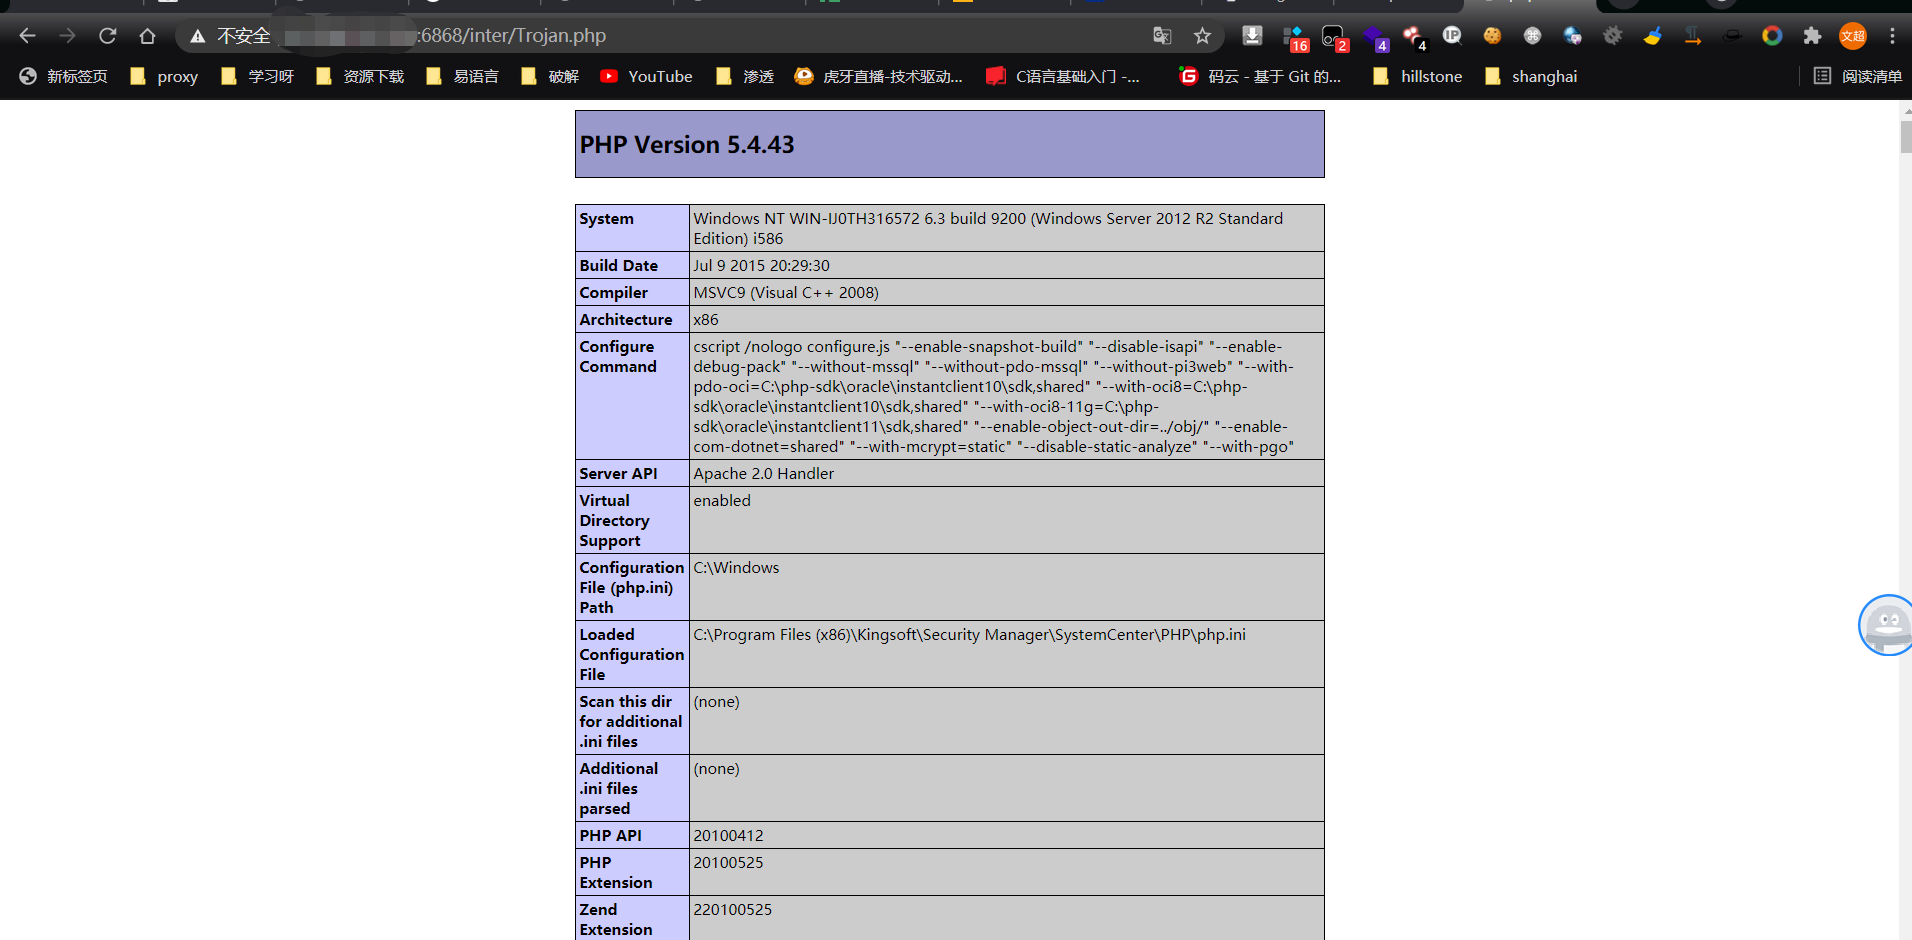 不安全 :6868/inter/Trojan.php
16 2 4 4 IP 文超
新标签页 proxy 学习呀 资源下载 易语言 破解 YouTube 渗透 虎牙直播-技术驱动... C语言基础入门 -... 码云 - 基于 Git 的... hillstone shanghai 阅读清单
PHP Version 5.4.43
System Windows NT WIN-IJ0TH316572 6.3 build 9200 (Windows Server 2012 R2 Standard
Edition) i586
Build Date Jul 9 2015 20:29:30
Compiler MSVC9 (Visual C++ 2008)
Architecture x86
Configure cscript /nologo configure.js "--enable-snapshot-build" "--disable-isapi" "--enable-
Command debug-pack" "--without-mssql" "--without-pdo-mssql" "--without-pi3web" "--with-
pdo-oci=C:\php-sdk\oracle\instantclient10\sdk,shared" "--with-oci8=C:\php-
sdk\oracle\instantclient10\sdk,shared" "--with-oci8-11g=C:\php-
sdk\oracle\instantclient11\sdk,shared" "--enable-object-out-dir=../obj/" "--enable-
com-dotnet=shared" "--with-mcrypt=static" "--disable-static-analyze" "--with-pgo"
Server API Apache 2.0 Handler
Virtual enabled
Directory
Support
Configuration C:\Windows
File (php.ini)
Path
Loaded C:\Program Files (x86)\Kingsoft\Security Manager\SystemCenter\PHP\php.ini
Configuration
File
Scan this dir (none)
for additional
.ini files
Additional (none)
.ini files
parsed
PHP API 20100412
PHP 20100525
Extension
Zend 220100525
Extension